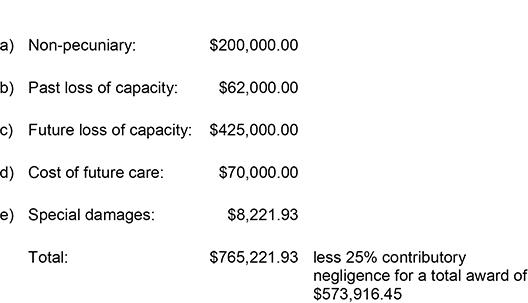 a) Non-pecuniary: $200,000.00
b) Past loss of capacity: $62,000.00
c) Future loss of capacity: $425,000.00
d) Cost of future care: $70,000.00
e) Special damages: $8,221.93
Total: $765,221.93 less 25% contributory
negligence for a total award of
$573,916.45